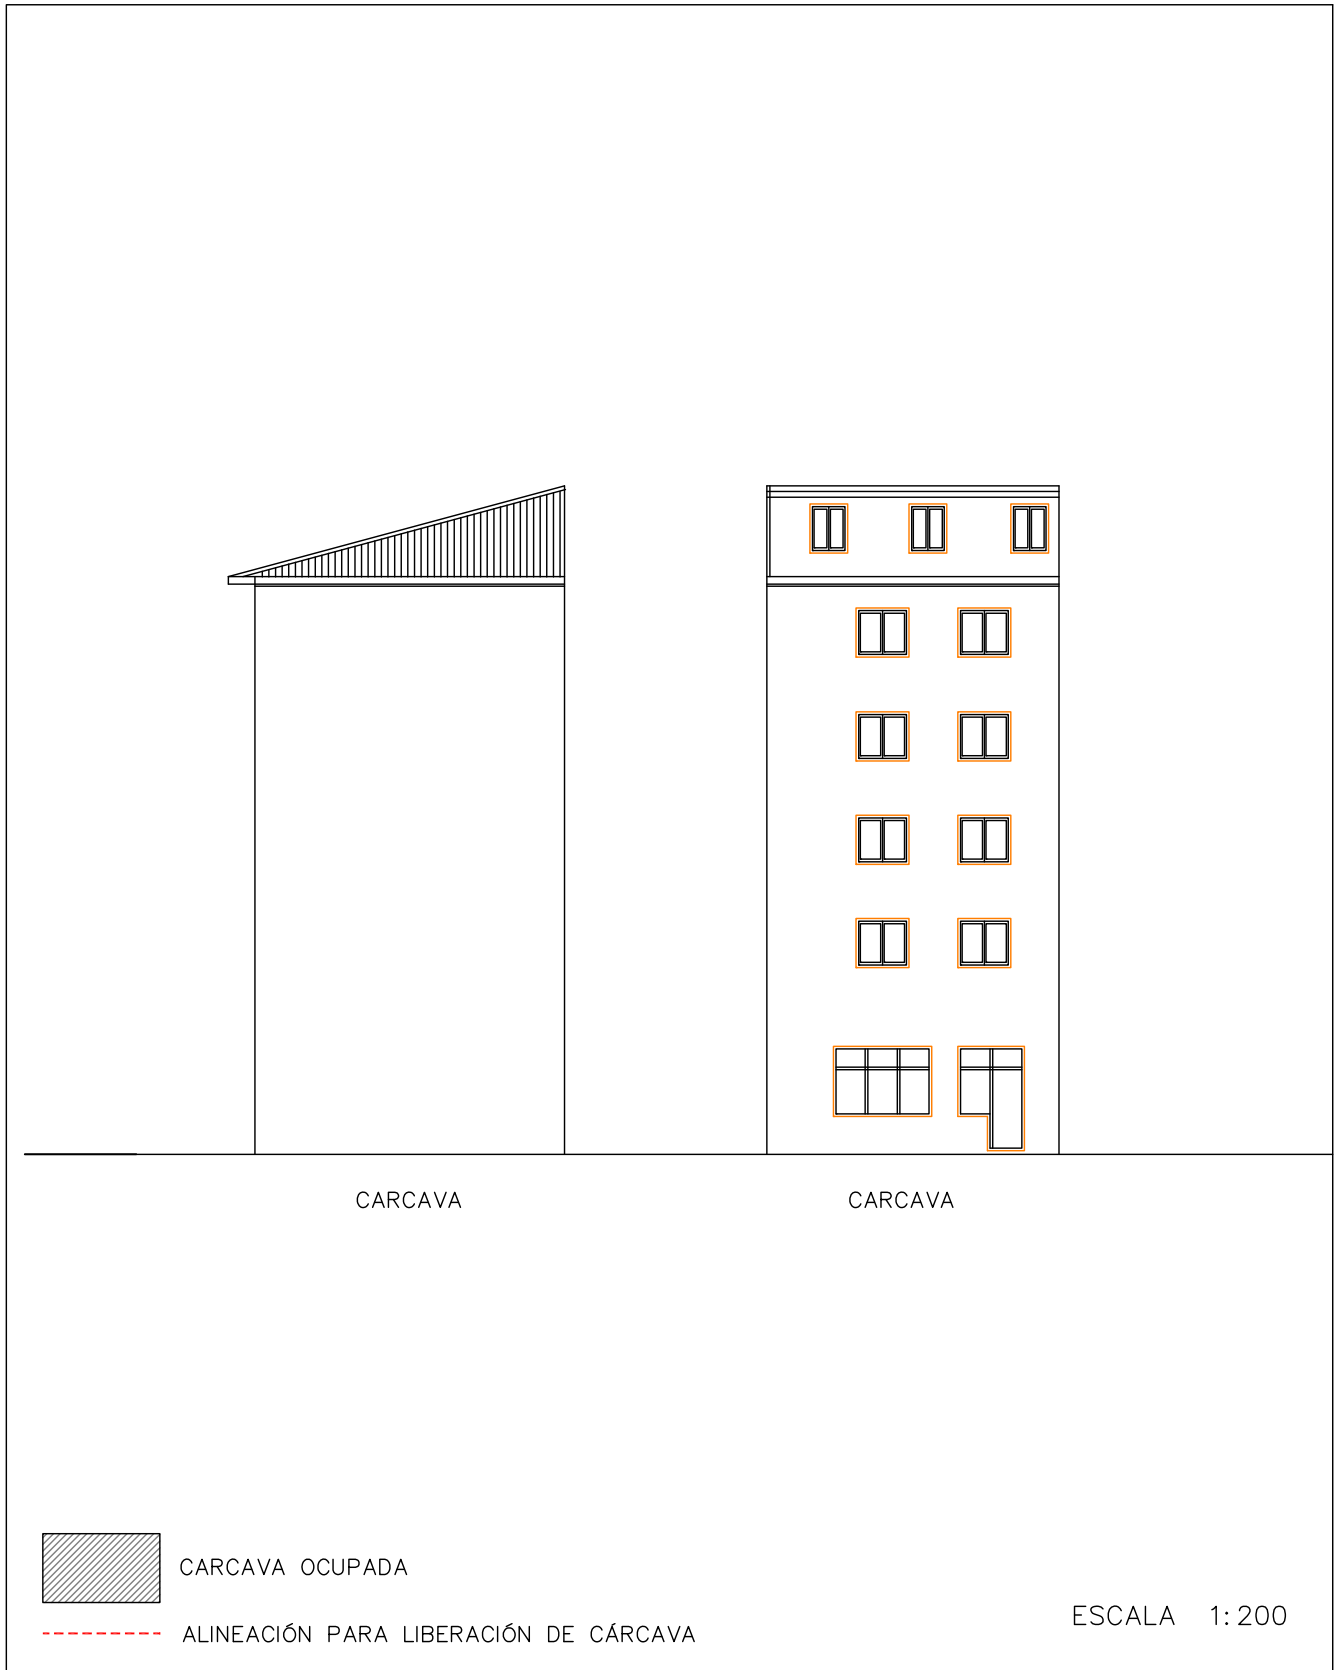 CARCAVA
CARCAVA
CARCAVA OCUPADA
ALINEACIÓN PARA LIBERACIÓN DE CÁRCAVA
ESCALA 1:200